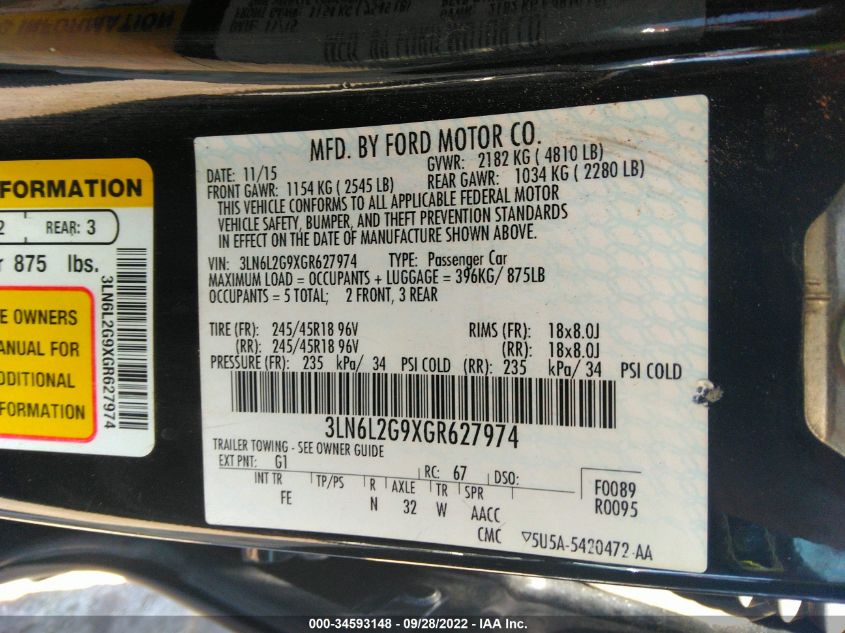 MFD. BY FORD MOTOR CO.
DATE: 11/15 GVWR: 2182 KG ( 4810 LB)
FRONT GAWR: 1154 KG ( 2545 LB) REAR GAWR: 1034 KG ( 2280 LB)
THIS VEHICLE CONFORMS TO ALL APPLICABLE FEDERAL MOTOR
VEHICLE SAFETY, BUMPER, AND THEFT PREVENTION STANDARDS
IN EFFECT ON THE DATE OF MANUFACTURE SHOWN ABOVE.
VIN: 3LN6L2G9XGR627974 TYPE: Passenger Car
MAXIMUM LOAD = OCCUPANTS + LUGGAGE = 396KG/ 875LB
OCCUPANTS = 5 TOTAL; 2 FRONT, 3 REAR
TIRE (FR): 245/45R18 96V RIMS (FR): 18x8.0J
(RR): 245/45R18 96V (RR): 18x8.0J
PRESSURE (FR): 235 kPa/ 34 PSI COLD (RR): 235 kPa/ 34 PSI COLD
3LN6L2G9XGR627974
TRAILER TOWING - SEE OWNER GUIDE
EXT PNT: G1 RC: 67 DSO:
INT TR TP/PS R AXLE TR SPR
FE N 32 W AACC
CMC
F0089
R0095
▽5U5A-5420472-AA
FORMATION
2 REAR: 3
875 lbs.
E OWNERS
ANUAL FOR
DDITIONAL
FORMATION
3LN6L2G9XGR627974
000-34593148 - 09/28/2022 - IAA Inc.